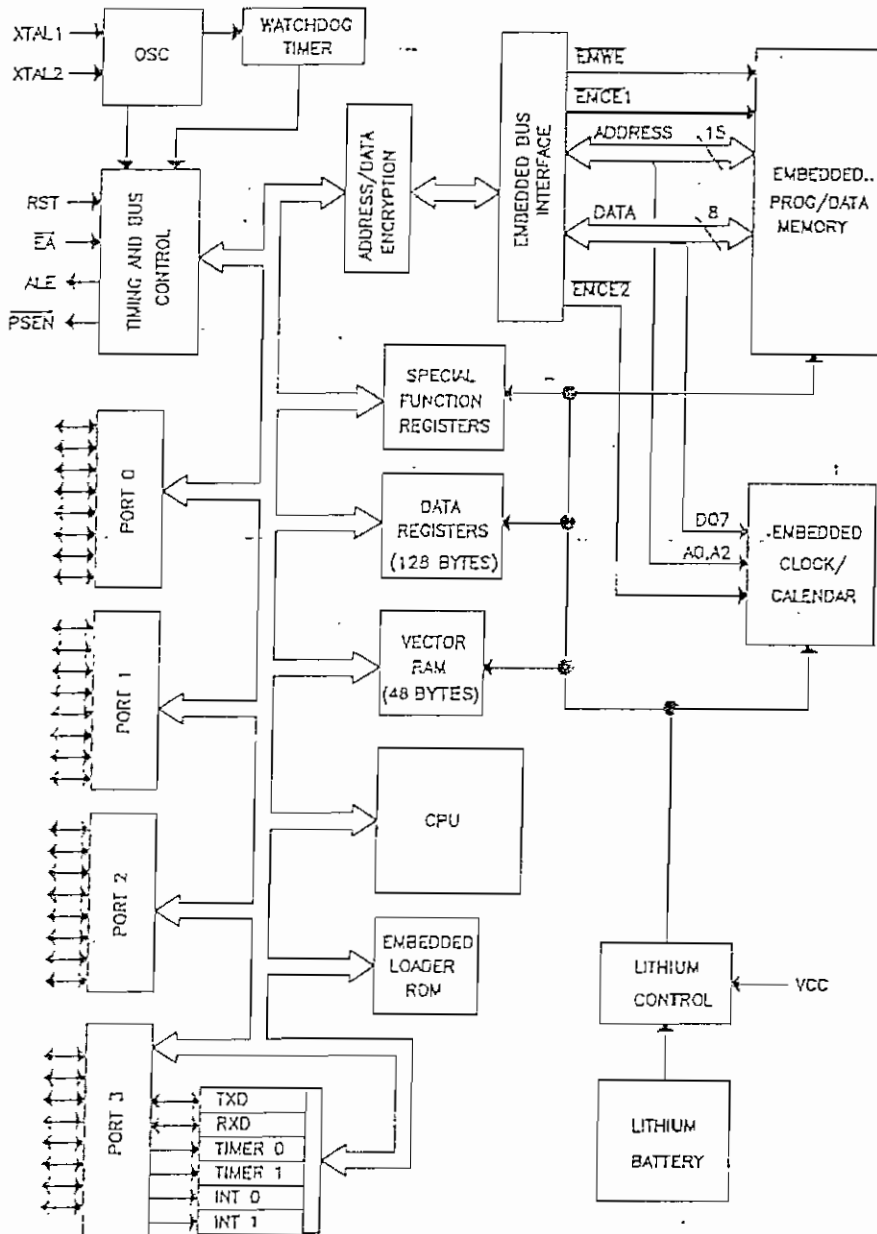 XTAL1
XTAL2
OSC
WATCHDOG
TIMER
RST
EA
ALE
PSEN
TIMING AND BUS
CONTROL
ADDRESS/DATA
ENCRYPTION
EMBEDDED BUS
INTERFACE
EMWE
EMCE1
ADDRESS
15
DATA
8
EMCE2
EMBEDDED
PROG/DATA
MEMORY
SPECIAL
FUNCTION
REGISTERS
PORT 0
DATA
REGISTERS
(128 BYTES)
DQ7
A0,A2
EMBEDDED
CLOCK/
CALENDAR
PORT 1
VECTOR
RAM
(48 BYTES)
CPU
PORT 2
EMBEDDED
LOADER
ROM
LITHIUM
CONTROL
VCC
PORT 3
TXD
RXD
TIMER 0
TIMER 1
INT 0
INT 1
LITHIUM
BATTERY